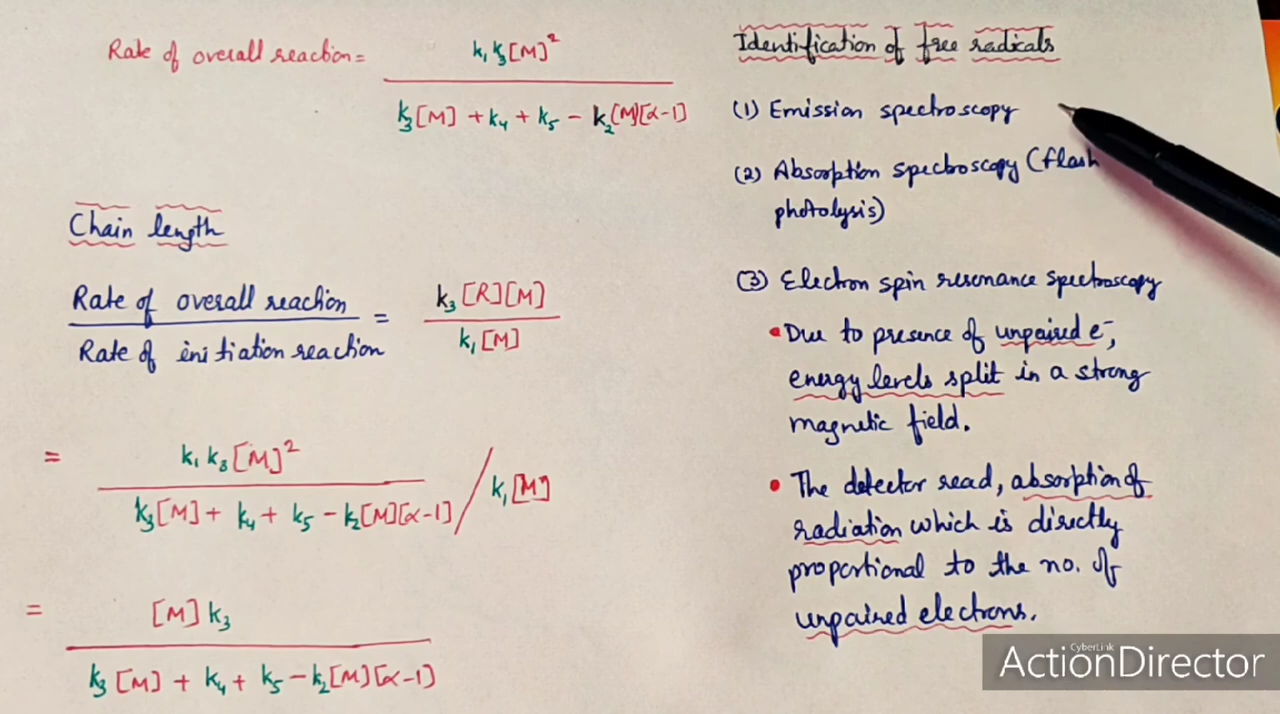 Rate of overall reaction = k₁k₃[M]²
k₃[M] + k₄ + k₅ - k₂[M][α-1]
Chain length
Rate of overall reaction = k₃[R][M]
Rate of initiation reaction k₁[M]
= k₁k₃[M]² / k₁[M]
k₃[M] + k₄ + k₅ - k₂[M][α-1]
= [M]k₃
k₃[M] + k₄ + k₅ - k₂[M][α-1]
Identification of free radicals
(1) Emission spectroscopy
(2) Absorption spectroscopy (flash
photolysis)
(3) Electron spin resonance spectroscopy
• Due to presence of unpaired e⁻,
energy levels split in a strong
magnetic field.
• The detector read, absorption of
radiation which is directly
proportional to the no. of
unpaired electrons.
CyberLink
ActionDirector